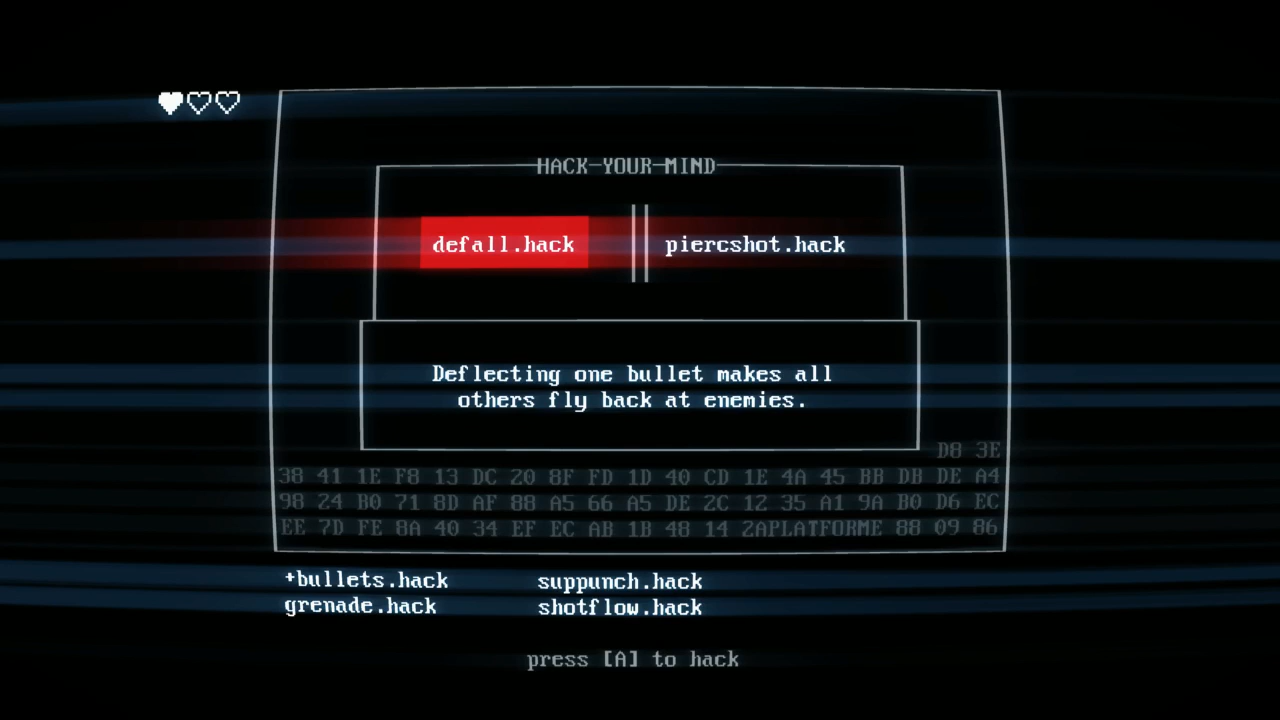 HACK-YOUR-MIND
defall.hack
piercshot.hack
Deflecting one bullet makes all
others fly back at enemies.
D8 3E
38 41 1E F8 13 DC 20 8F FD 1D 40 CD 1E 4A 45 BB DB DE A4
98 24 B0 71 8D AF 88 A5 66 A5 DE 2C 12 35 A1 9A B0 D6 EC
EE 7D FE 8A 40 34 EF EC AB 1B 48 14 2APLATFORME 88 09 86
+bullets.hack
suppunch.hack
grenade.hack
shotflow.hack
press [A] to hack